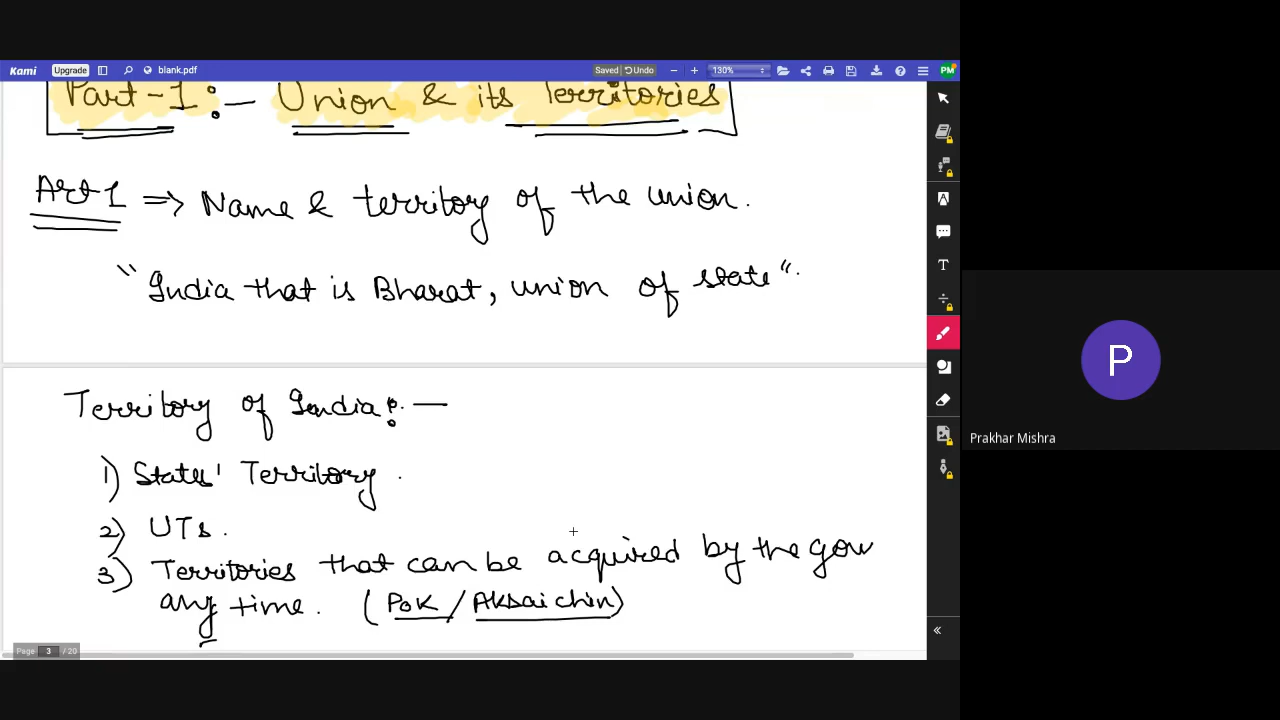 Kami Upgrade blank.pdf Saved Undo 130% PM
Part-1 :- Union & its Territories
Art 1 => Name & territory of the union.
"India that is Bharat, union of state".
Territory of India :-
1) States' Territory.
2) UTs.
3) Territories that can be acquired by the gov
any time. (PoK / Aksai chin)
Page 3 / 20
P
Prakhar Mishra